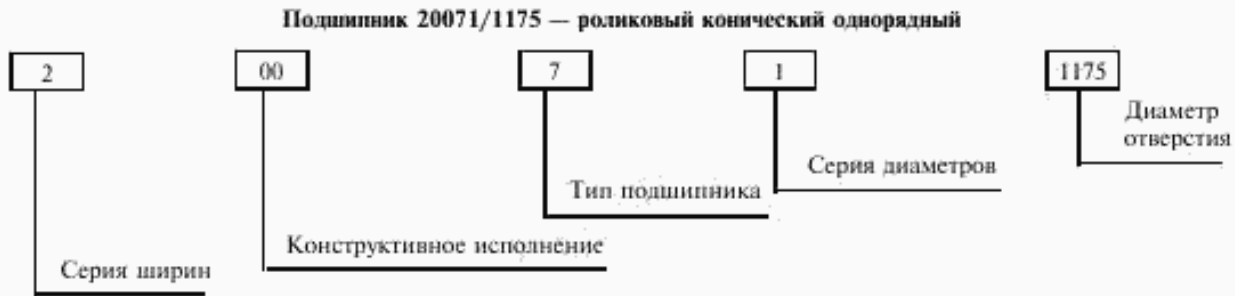 Подшипник 20071/1175 — роликовый конический однорядный
2 00 7 1 1175
Диаметр
отверстия
Серия диаметров
Тип подшипника
Конструктивное исполнение
Серия ширин